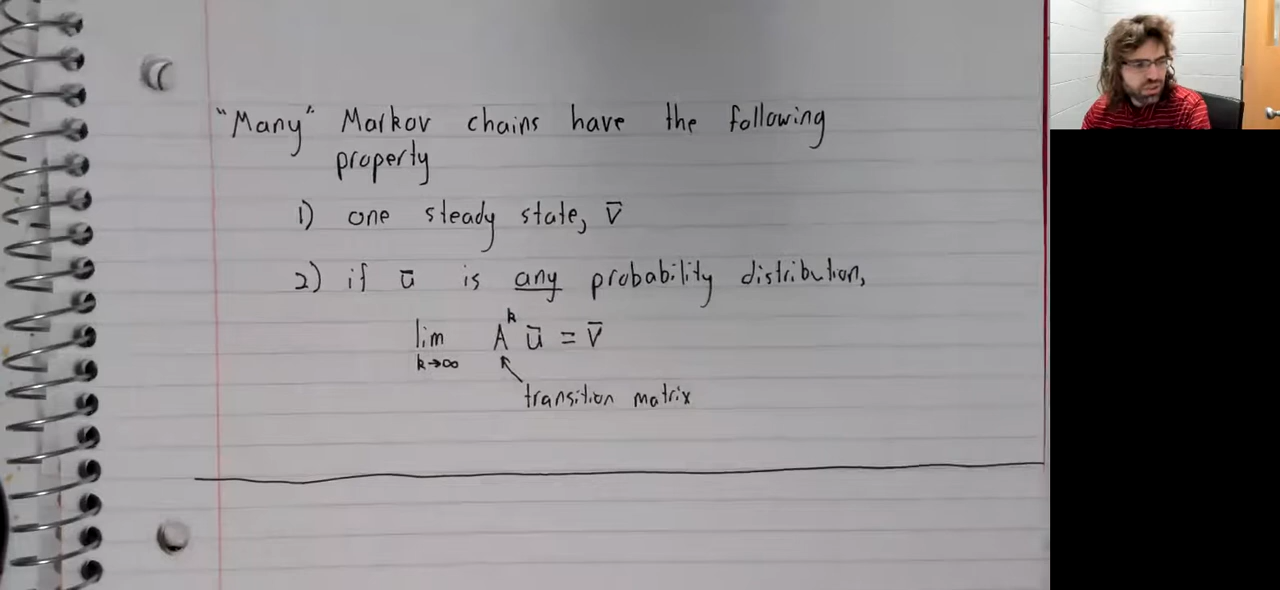 "Many" Markov chains have the following
property
1) one steady state, v̅
2) if u̅ is any probability distribution,
lim A^k u̅ = v̅
k→∞
transition matrix